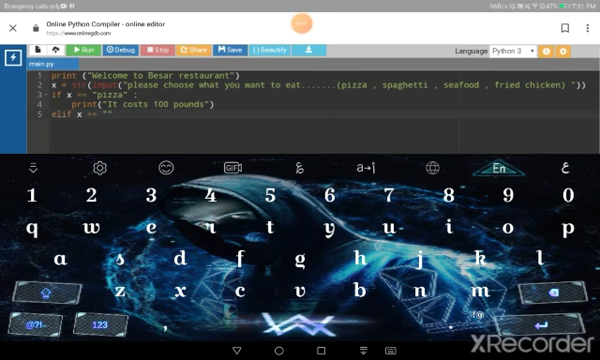 Emergency calls only
7:31 PM
Online Python Compiler - online editor
https://www.onlinegdb.com
Run Debug Stop Share Save {} Beautify
Language Python 3
main.py
1 print ("Welcome to Besar restaurant")
2 x = str(input("please choose what you want to eat.......(pizza , spaghetti , seafood , fried chicken) "))
3 if x == "pizza" :
4 print("It costs 100 pounds")
5 elif x == ""
GIF En ع
1 2 3 4 5 6 7 8 9 0
q w e r t y u i o p
a s d f g h j k l
z x c v b n m
@?!- 123 , . !@
XRecorder